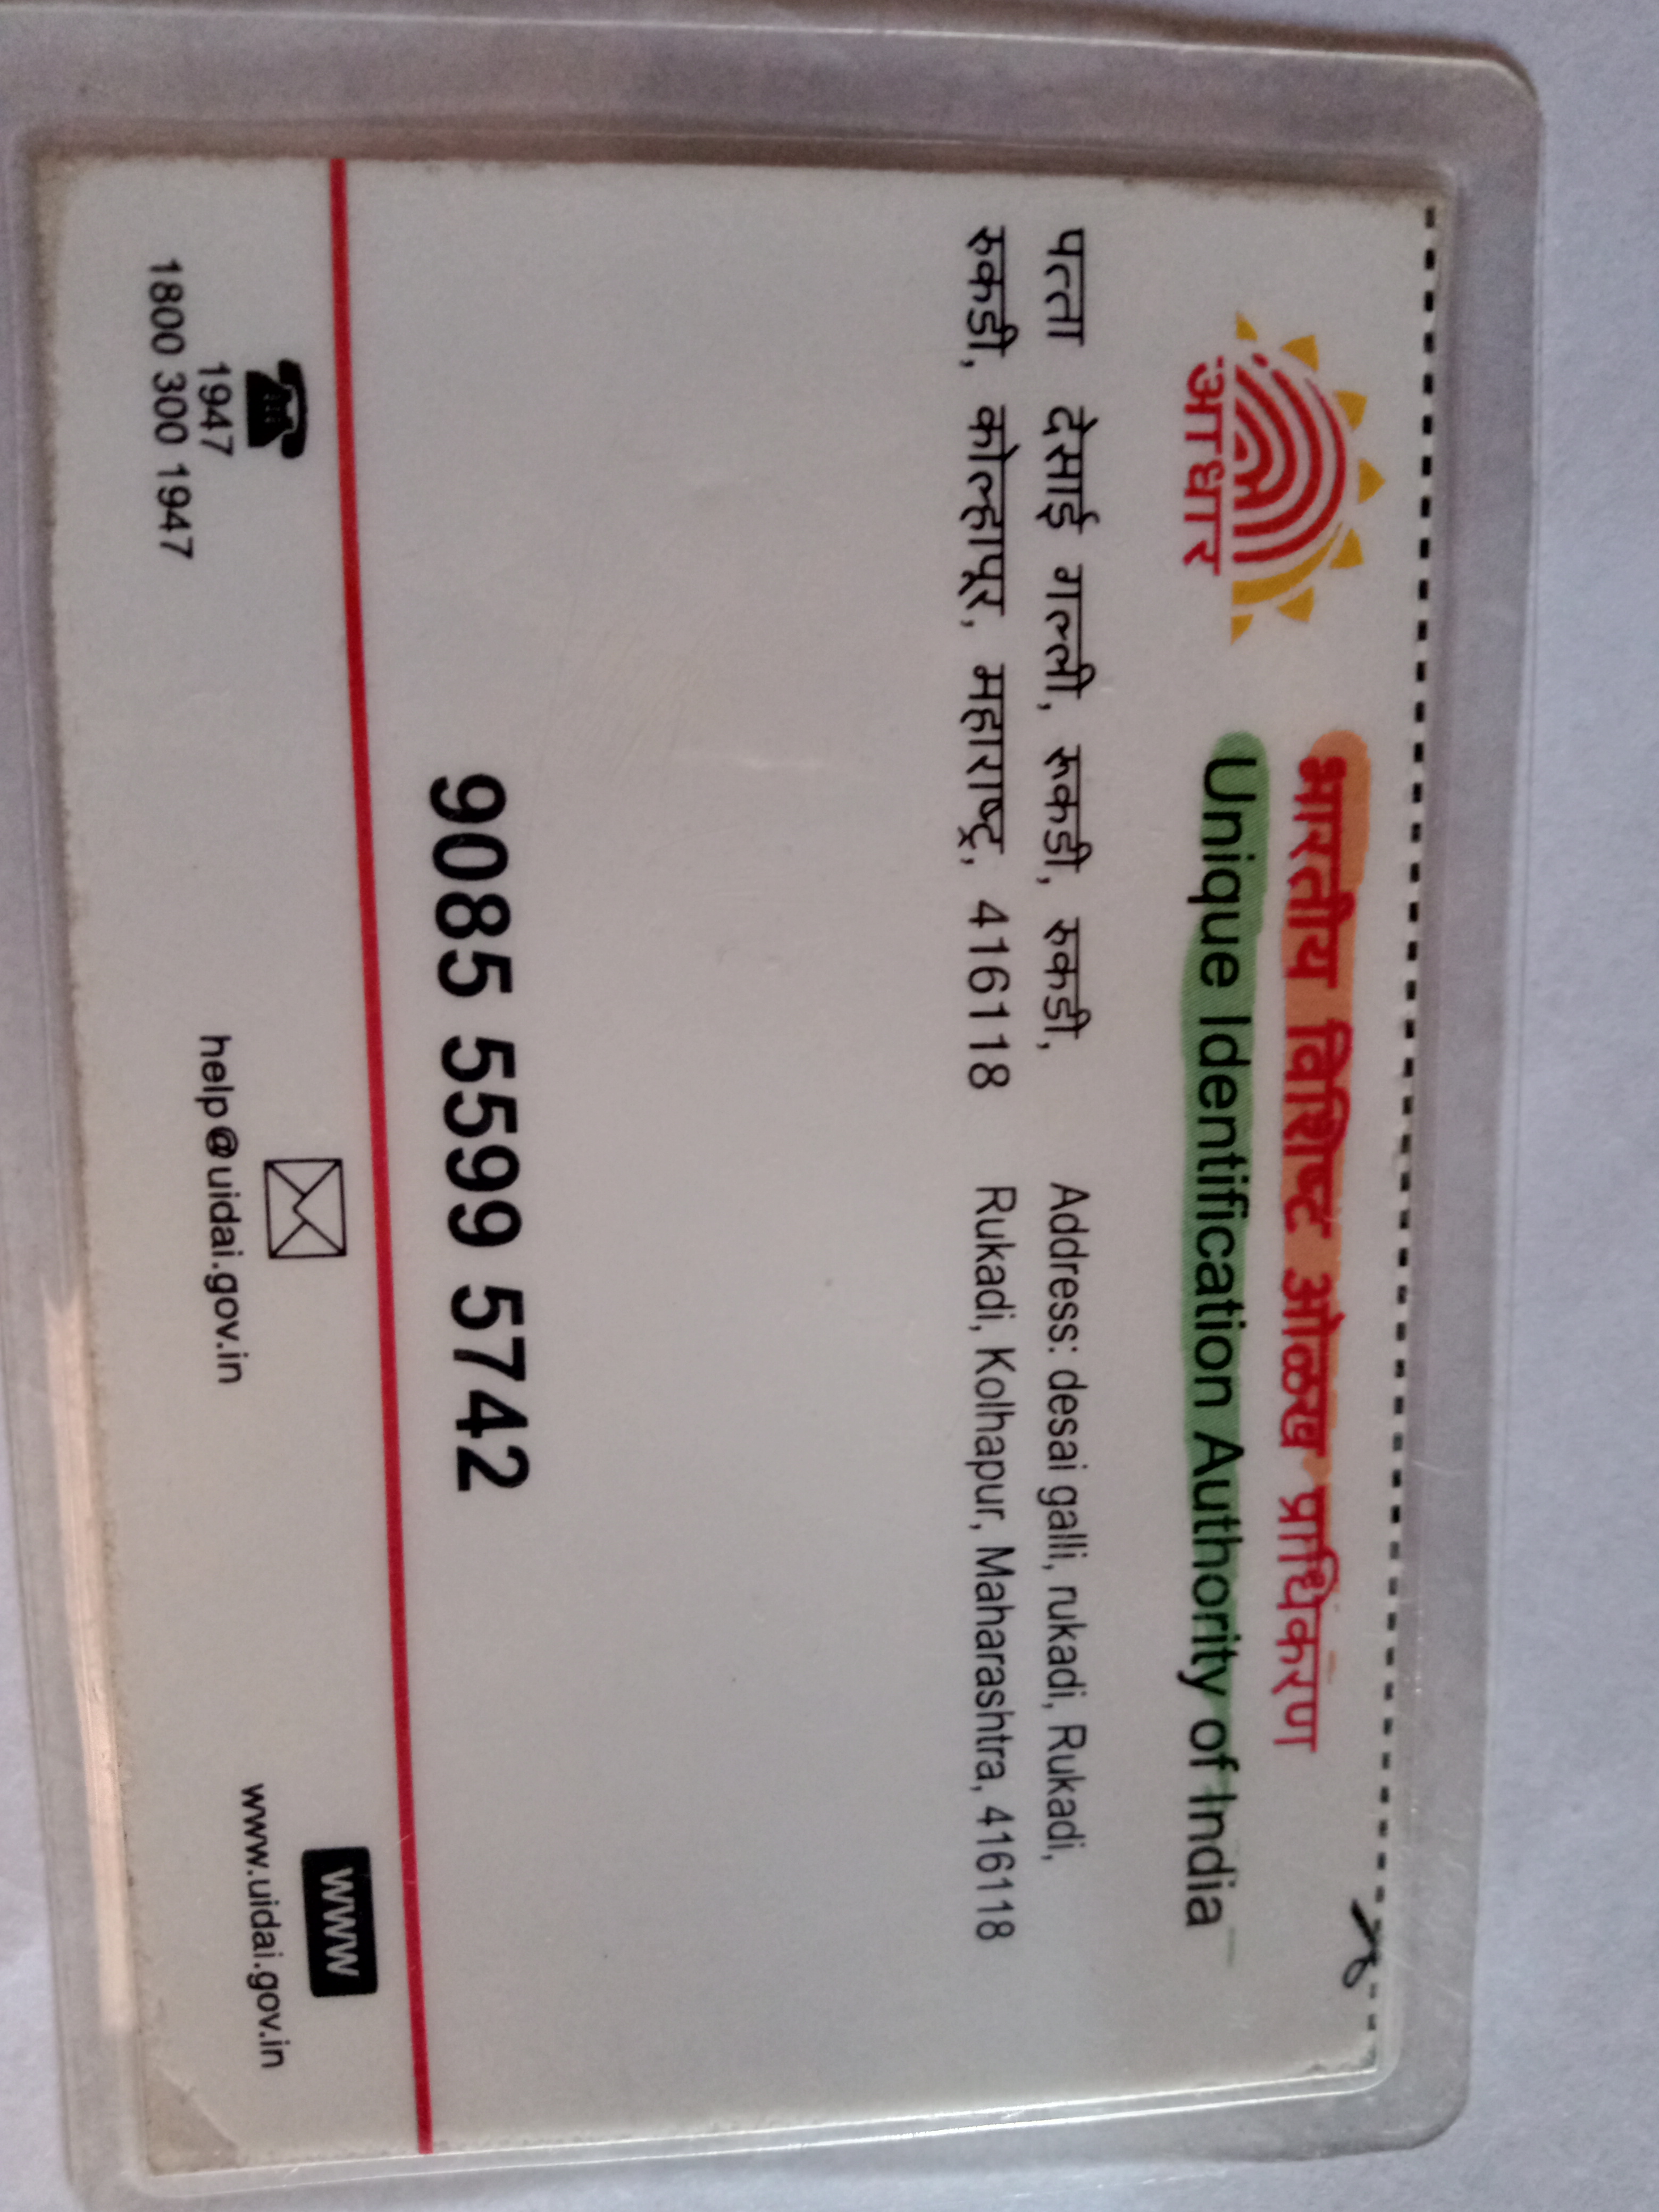 भारतीय विशिष्ट ओळख प्राधिकरण
Unique Identification Authority of India
आधार
पत्ता देसाई गल्ली, रूकडी, रुकडी,
रुकडी, कोल्हापूर, महाराष्ट्र, 416118
Address: desai galli, rukadi, Rukadi,
Rukadi, Kolhapur, Maharashtra, 416118
9085 5599 5742
1947
1800 300 1947
help@uidai.gov.in
WWW
www.uidai.gov.in